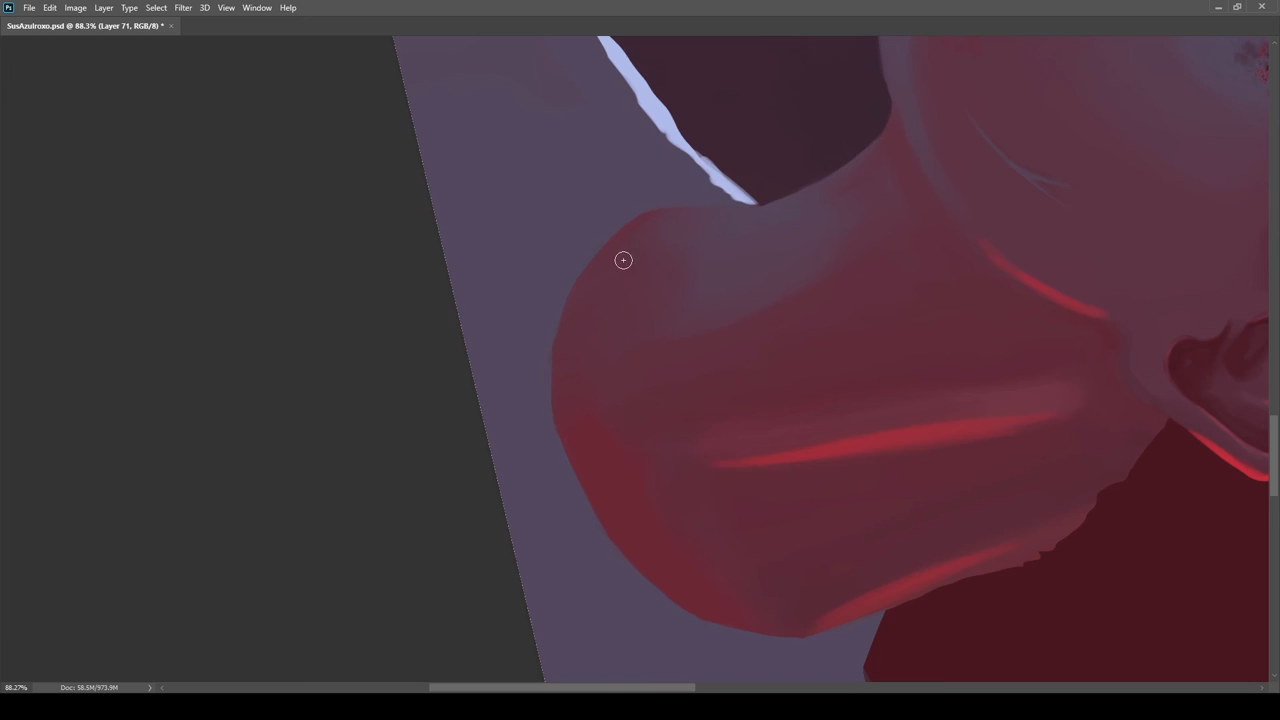 Ps File Edit Image Layer Type Select Filter 3D View Window Help
SusAzulroxo.psd @ 88.3% (Layer 71, RGB/8) *
88.27% Doc: 58.5M/973.9M